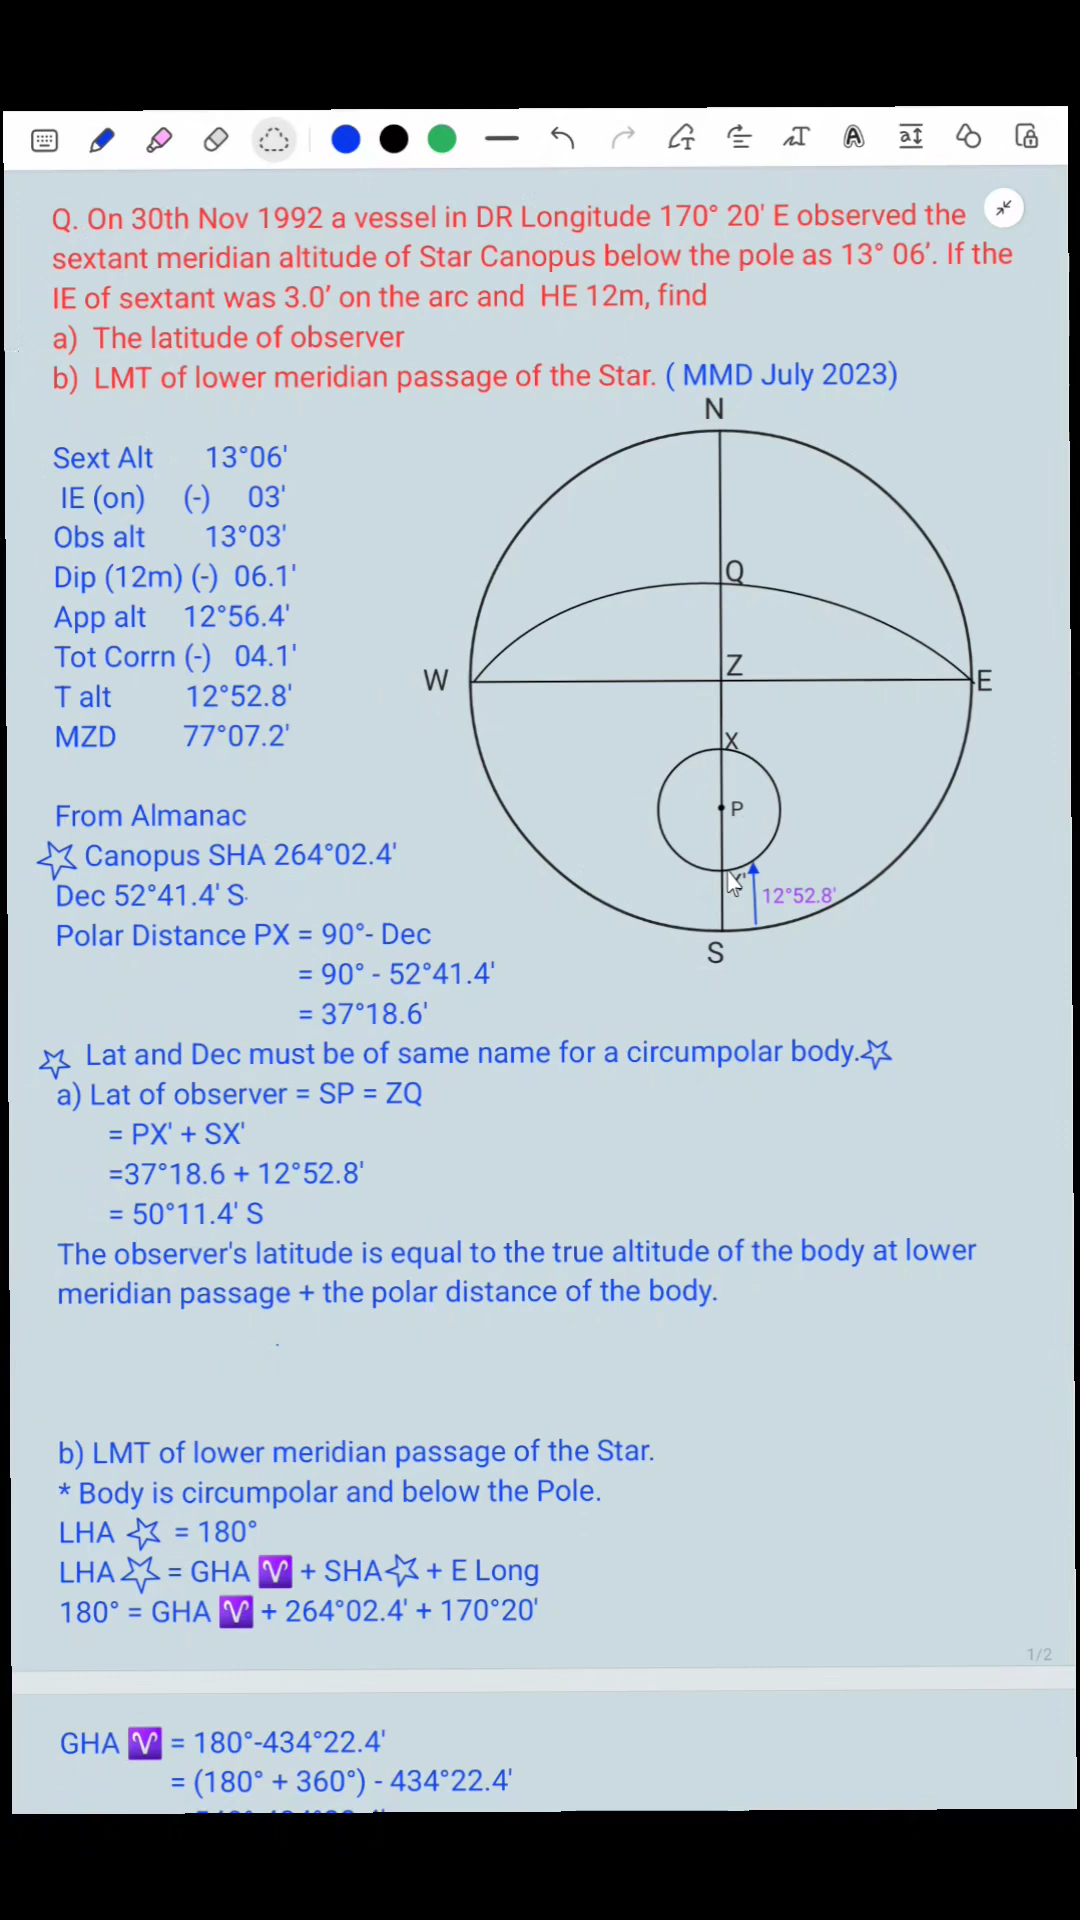 Q. On 30th Nov 1992 a vessel in DR Longitude 170° 20' E observed the
sextant meridian altitude of Star Canopus below the pole as 13° 06’. If the
IE of sextant was 3.0’ on the arc and HE 12m, find
a) The latitude of observer
b) LMT of lower meridian passage of the Star. ( MMD July 2023)
N
Sext Alt 13°06'
IE (on) (-) 03'
Obs alt 13°03'
Dip (12m) (-) 06.1'
App alt 12°56.4'
Tot Corrn (-) 04.1'
T alt 12°52.8'
MZD 77°07.2'
Q
Z
W
E
X
P
12°52.8'
S
From Almanac
☆ Canopus SHA 264°02.4'
Dec 52°41.4' S
Polar Distance PX = 90°- Dec
= 90° - 52°41.4'
= 37°18.6'
☆ Lat and Dec must be of same name for a circumpolar body.☆
a) Lat of observer = SP = ZQ
= PX' + SX'
=37°18.6 + 12°52.8'
= 50°11.4' S
The observer's latitude is equal to the true altitude of the body at lower
meridian passage + the polar distance of the body.
b) LMT of lower meridian passage of the Star.
* Body is circumpolar and below the Pole.
LHA ☆ = 180°
LHA ☆ = GHA ♈ + SHA☆ + E Long
180° = GHA ♈ + 264°02.4' + 170°20'
1/2
GHA ♈ = 180°-434°22.4'
= (180° + 360°) - 434°22.4'